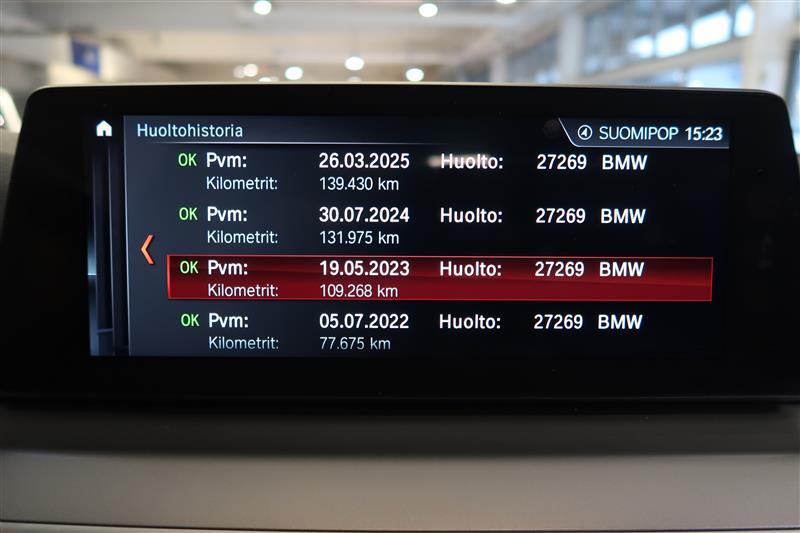 Huoltohistoria SUOMIPOP 15:23
OK Pvm: 26.03.2025 Huolto: 27269 BMW
Kilometrit: 139.430 km
OK Pvm: 30.07.2024 Huolto: 27269 BMW
Kilometrit: 131.975 km
OK Pvm: 19.05.2023 Huolto: 27269 BMW
Kilometrit: 109.268 km
OK Pvm: 05.07.2022 Huolto: 27269 BMW
Kilometrit: 77.675 km